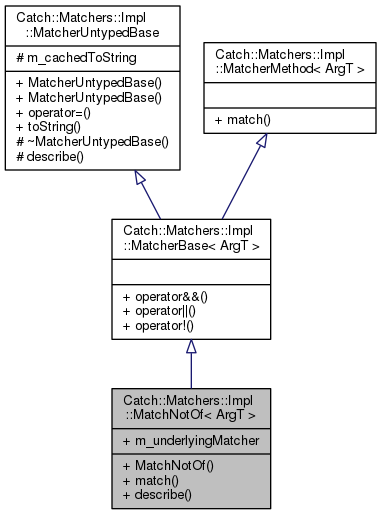 Catch::Matchers::Impl
::MatcherUntypedBase
# m_cachedToString
+ MatcherUntypedBase()
+ MatcherUntypedBase()
+ operator=()
+ toString()
# ~MatcherUntypedBase()
# describe()
Catch::Matchers::Impl
::MatcherMethod< ArgT >
+ match()
Catch::Matchers::Impl
::MatcherBase< ArgT >
+ operator&&()
+ operator||()
+ operator!()
Catch::Matchers::Impl
::MatchNotOf< ArgT >
+ m_underlyingMatcher
+ MatchNotOf()
+ match()
+ describe()